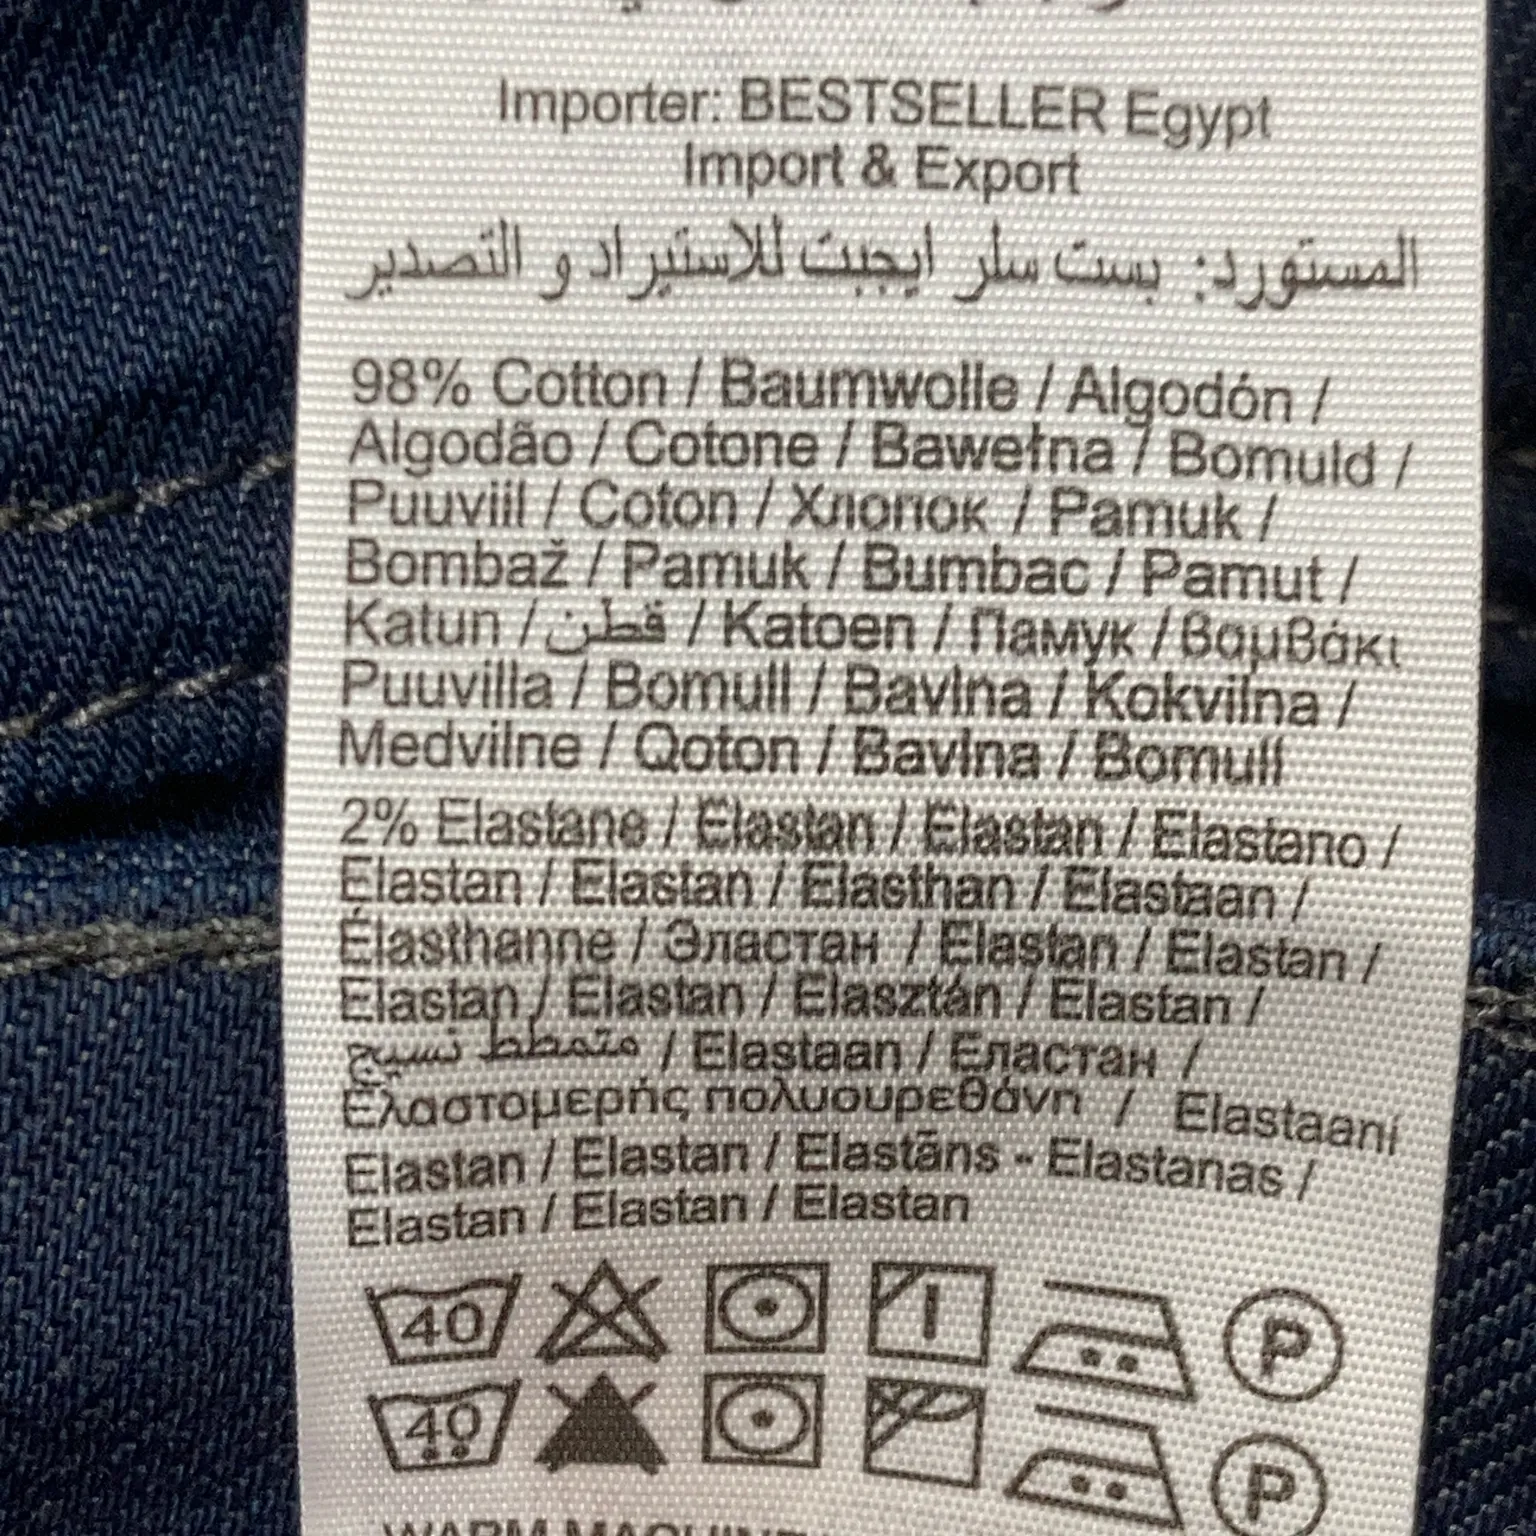 Importer: BESTSELLER Egypt
Import & Export
المستورد: بست سلر ايجبت للاستيراد و التصدير
98% Cotton / Baumwolle / Algodón /
Algodão / Cotone / Bawełna / Bomuld /
Puuvill / Coton / Хлопок / Pamuk /
Bombaž / Pamuk / Bumbac / Pamut /
Katun / قطن / Katoen / Памук / Βαμβάκι
Puuvilla / Bomull / Bavlna / Kokvilna /
Medvilne / Qoton / Bavlna / Bomull
2% Elastane / Elastan / Elastan / Elastano /
Elastan / Elastan / Elasthan / Elastaan /
Élasthanne / Эластан / Elastan / Elastan /
Elastan / Elastan / Elasztán / Elastan /
متمطط نسيج / Elastaan / Еластан /
Ελαστομερής πολυουρεθάνη / Elastaani
Elastan / Elastan / Elastāns - Elastanas /
Elastan / Elastan / Elastan
40 P
40 P
WARM MACHINE